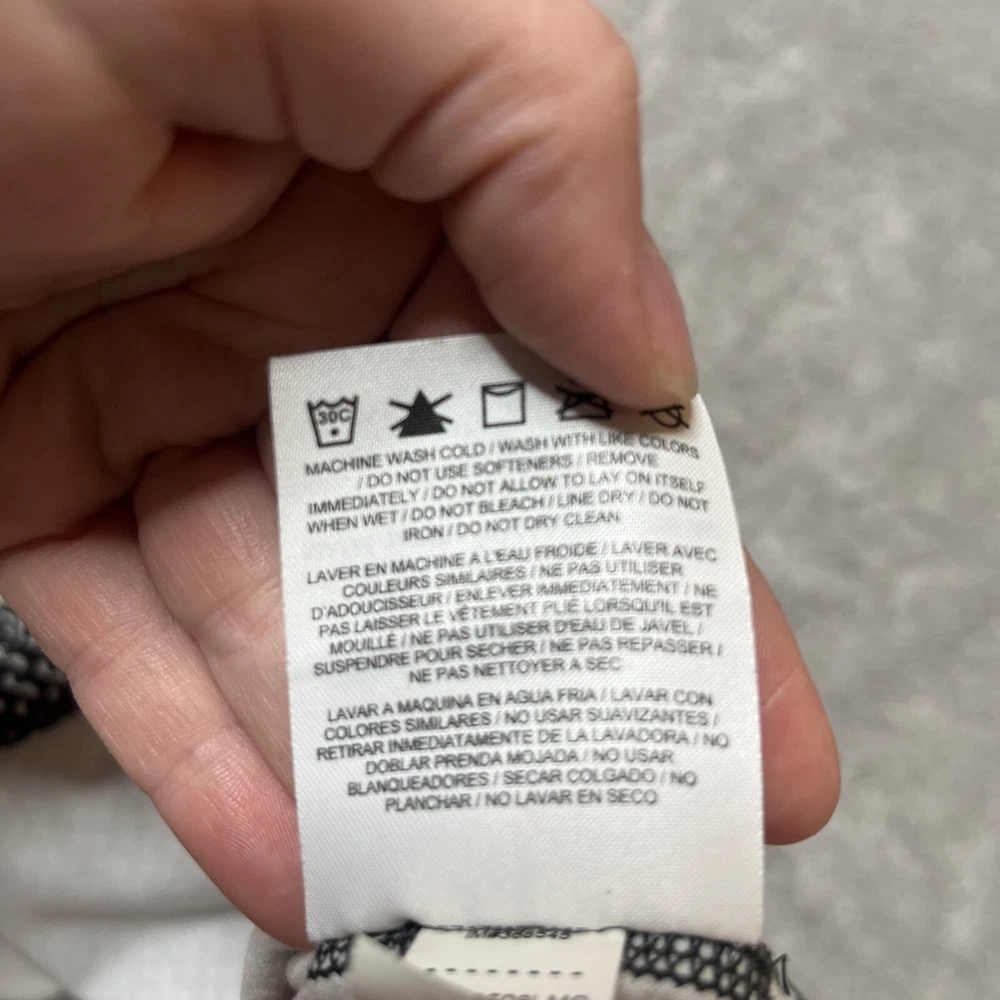 30C
MACHINE WASH COLD / WASH WITH LIKE COLORS
/ DO NOT USE SOFTENERS / REMOVE
IMMEDIATELY / DO NOT ALLOW TO LAY ON ITSELF
WHEN WET / DO NOT BLEACH / LINE DRY / DO NOT
IRON / DO NOT DRY CLEAN
LAVER EN MACHINE A L'EAU FROIDE / LAVER AVEC
COULEURS SIMILAIRES / NE PAS UTILISER
D'ADOUCISSEUR / ENLEVER IMMEDIATEMENT / NE
PAS LAISSER LE VÊTEMENT PLIÉ LORSQU'IL EST
MOUILLÉ / NE PAS UTILISER D'EAU DE JAVEL /
SUSPENDRE POUR SECHER / NE PAS REPASSER /
NE PAS NETTOYER A SEC
LAVAR A MAQUINA EN AGUA FRIA / LAVAR CON
COLORES SIMILARES / NO USAR SUAVIZANTES /
RETIRAR INMEDIATAMENTE DE LA LAVADORA / NO
DOBLAR PRENDA MOJADA / NO USAR
BLANQUEADORES / SECAR COLGADO / NO
PLANCHAR / NO LAVAR EN SECO